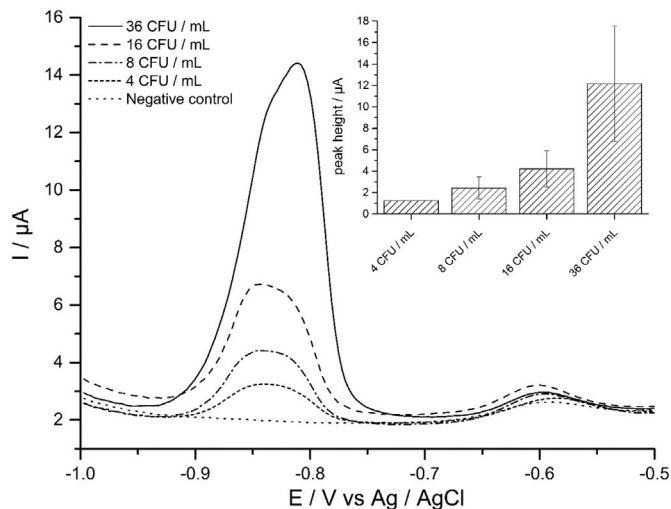 36 CFU / mL
16 CFU / mL
8 CFU / mL
4 CFU / mL
Negative control
16
14
12
10
8
6
4
2
I / µA
-1.0
-0.9
-0.8
-0.7
-0.6
-0.5
E / V vs Ag / AgCl
18
16
14
12
10
8
6
4
2
0
peak height / µA
4 CFU / mL
8 CFU / mL
16 CFU / mL
36 CFU / mL